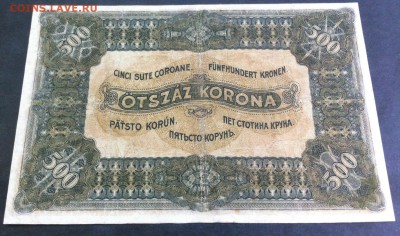 COINS.LAVE.RU
500 500
CINCI SUTE COROANE. FÜNFHUNDERT KRONEN.
ÖTSZÁZ KORONA
PÄTSTO KORÚN. ПЕТ СТОТИНА КРУНА.
ПЯТЬСТО КОРУНЪ.
500 500